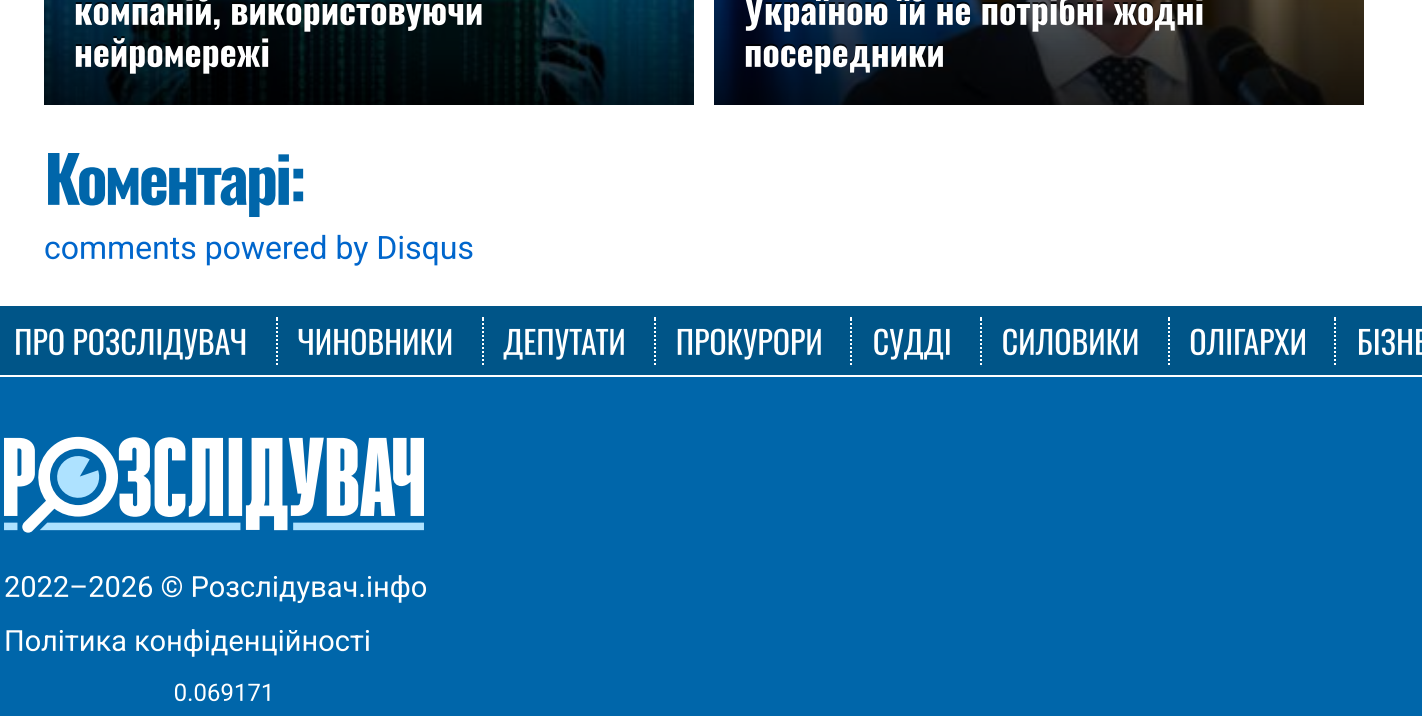 компаній, використовуючи
нейромережі
Україною їй не потрібні жодні
посередники
Коментарі:
comments powered by Disqus
ПРО РОЗСЛІДУВАЧ ЧИНОВНИКИ ДЕПУТАТИ ПРОКУРОРИ СУДДІ СИЛОВИКИ ОЛІГАРХИ
РОЗСЛІДУВАЧ
2022–2026 © Розслідувач.інфо
Політика конфіденційності
0.069171